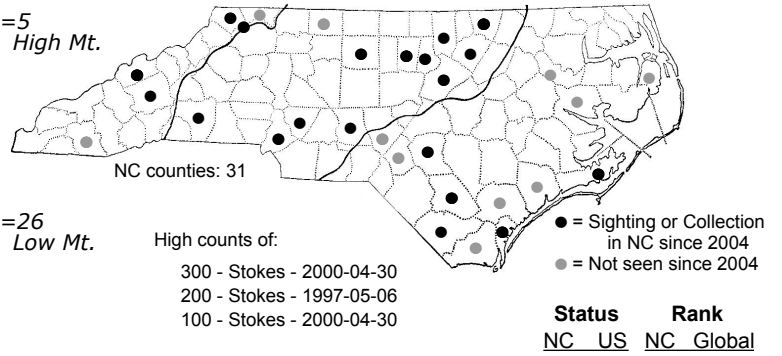 =5
High Mt.
NC counties: 31
=26
Low Mt.
High counts of:
300 - Stokes - 2000-04-30
200 - Stokes - 1997-05-06
100 - Stokes - 2000-04-30
= Sighting or Collection
in NC since 2004
= Not seen since 2004
Status Rank
NC US NC Global